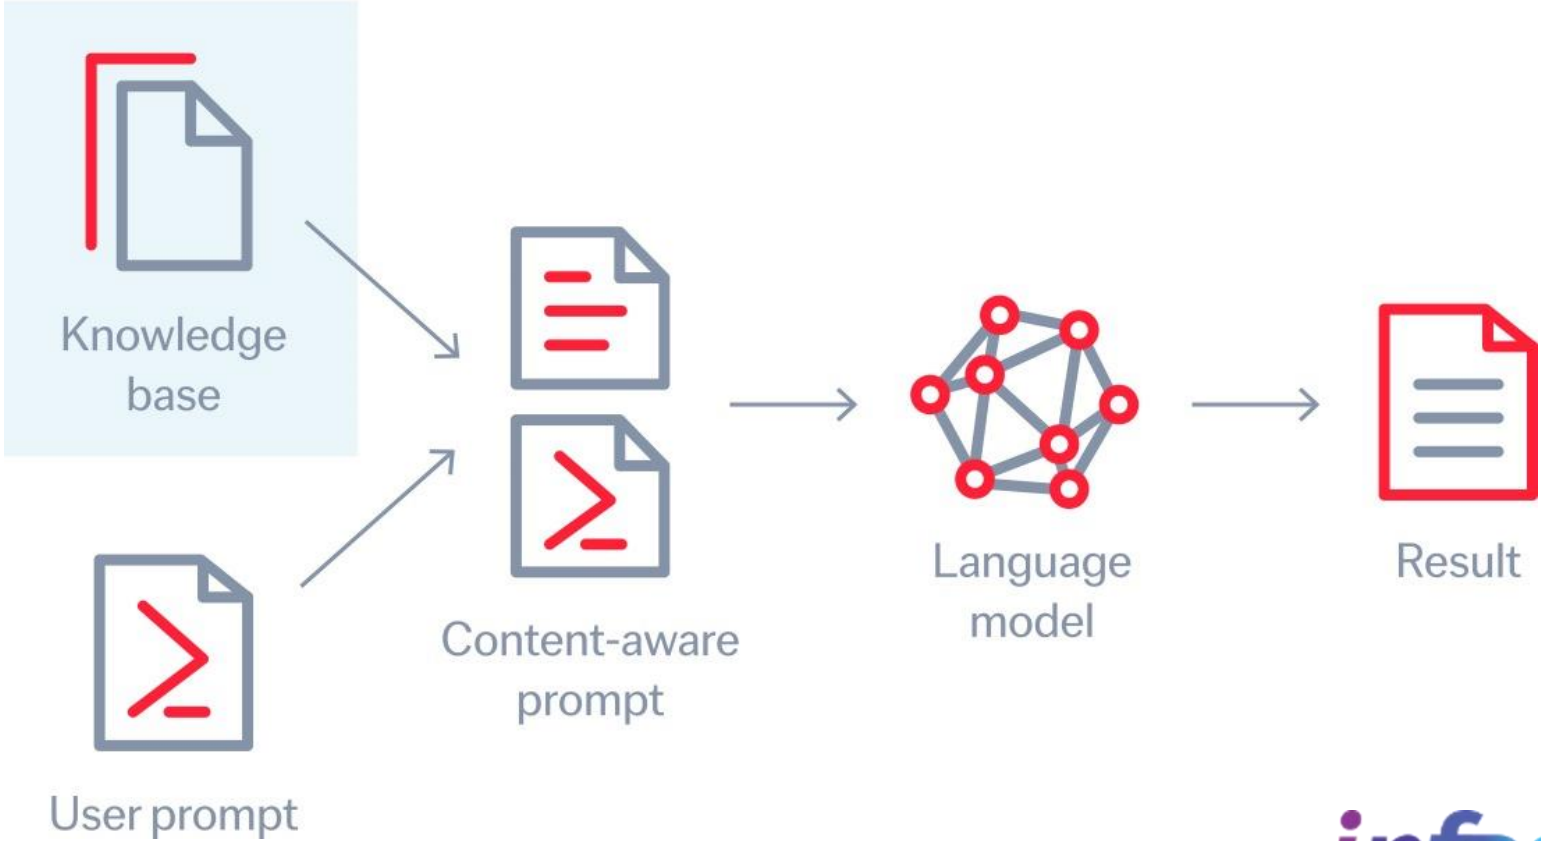 Knowledge
base
User prompt
Content-aware
prompt
Language
model
Result